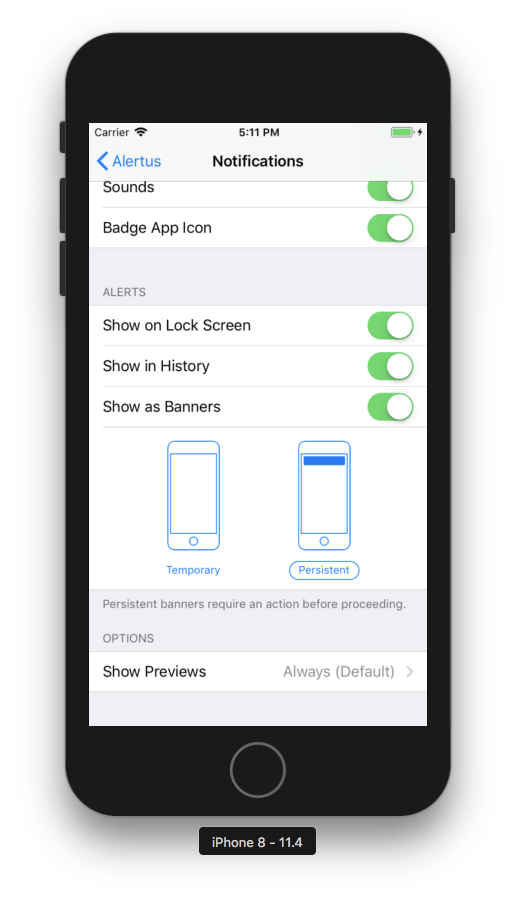 Carrier 5:11 PM
Alertus Notifications
Sounds
Badge App Icon
ALERTS
Show on Lock Screen
Show in History
Show as Banners
Temporary Persistent
Persistent banners require an action before proceeding.
OPTIONS
Show Previews Always (Default)
iPhone 8 - 11.4